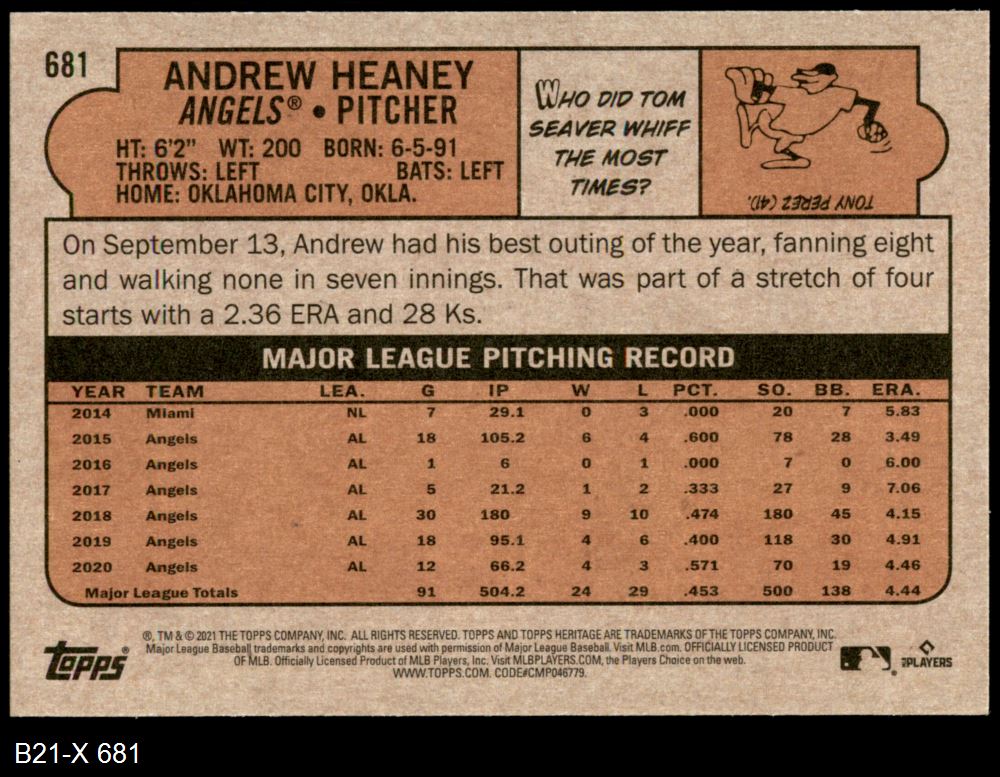 681
ANDREW HEANEY
ANGELS® • PITCHER
HT: 6'2" WT: 200 BORN: 6-5-91
THROWS: LEFT BATS: LEFT
HOME: OKLAHOMA CITY, OKLA.
WHO DID TOM
SEAVER WHIFF
THE MOST
TIMES?
TONY PEREZ (41).
On September 13, Andrew had his best outing of the year, fanning eight
and walking none in seven innings. That was part of a stretch of four
starts with a 2.36 ERA and 28 Ks.
MAJOR LEAGUE PITCHING RECORD
YEAR TEAM LEA. G IP W L PCT. SO. BB. ERA.
2014 Miami NL 7 29.1 0 3 .000 20 7 5.83
2015 Angels AL 18 105.2 6 4 .600 78 28 3.49
2016 Angels AL 1 6 0 1 .000 7 0 6.00
2017 Angels AL 5 21.2 1 2 .333 27 9 7.06
2018 Angels AL 30 180 9 10 .474 180 45 4.15
2019 Angels AL 18 95.1 4 6 .400 118 30 4.91
2020 Angels AL 12 66.2 4 3 .571 70 19 4.46
Major League Totals 91 504.2 24 29 .453 500 138 4.44
®, TM & © 2021 THE TOPPS COMPANY, INC. ALL RIGHTS RESERVED. TOPPS AND TOPPS HERITAGE ARE TRADEMARKS OF THE TOPPS COMPANY, INC.
Major League Baseball trademarks and copyrights are used with permission of Major League Baseball. Visit MLB.com. OFFICIALLY LICENSED PRODUCT
OF MLB. Officially Licensed Product of MLB Players, Inc. Visit MLBPLAYERS.COM, the Players Choice on the web.
WWW.TOPPS.COM. CODE#CMP046779.
topps®
MLBPLAYERS
B21-X 681